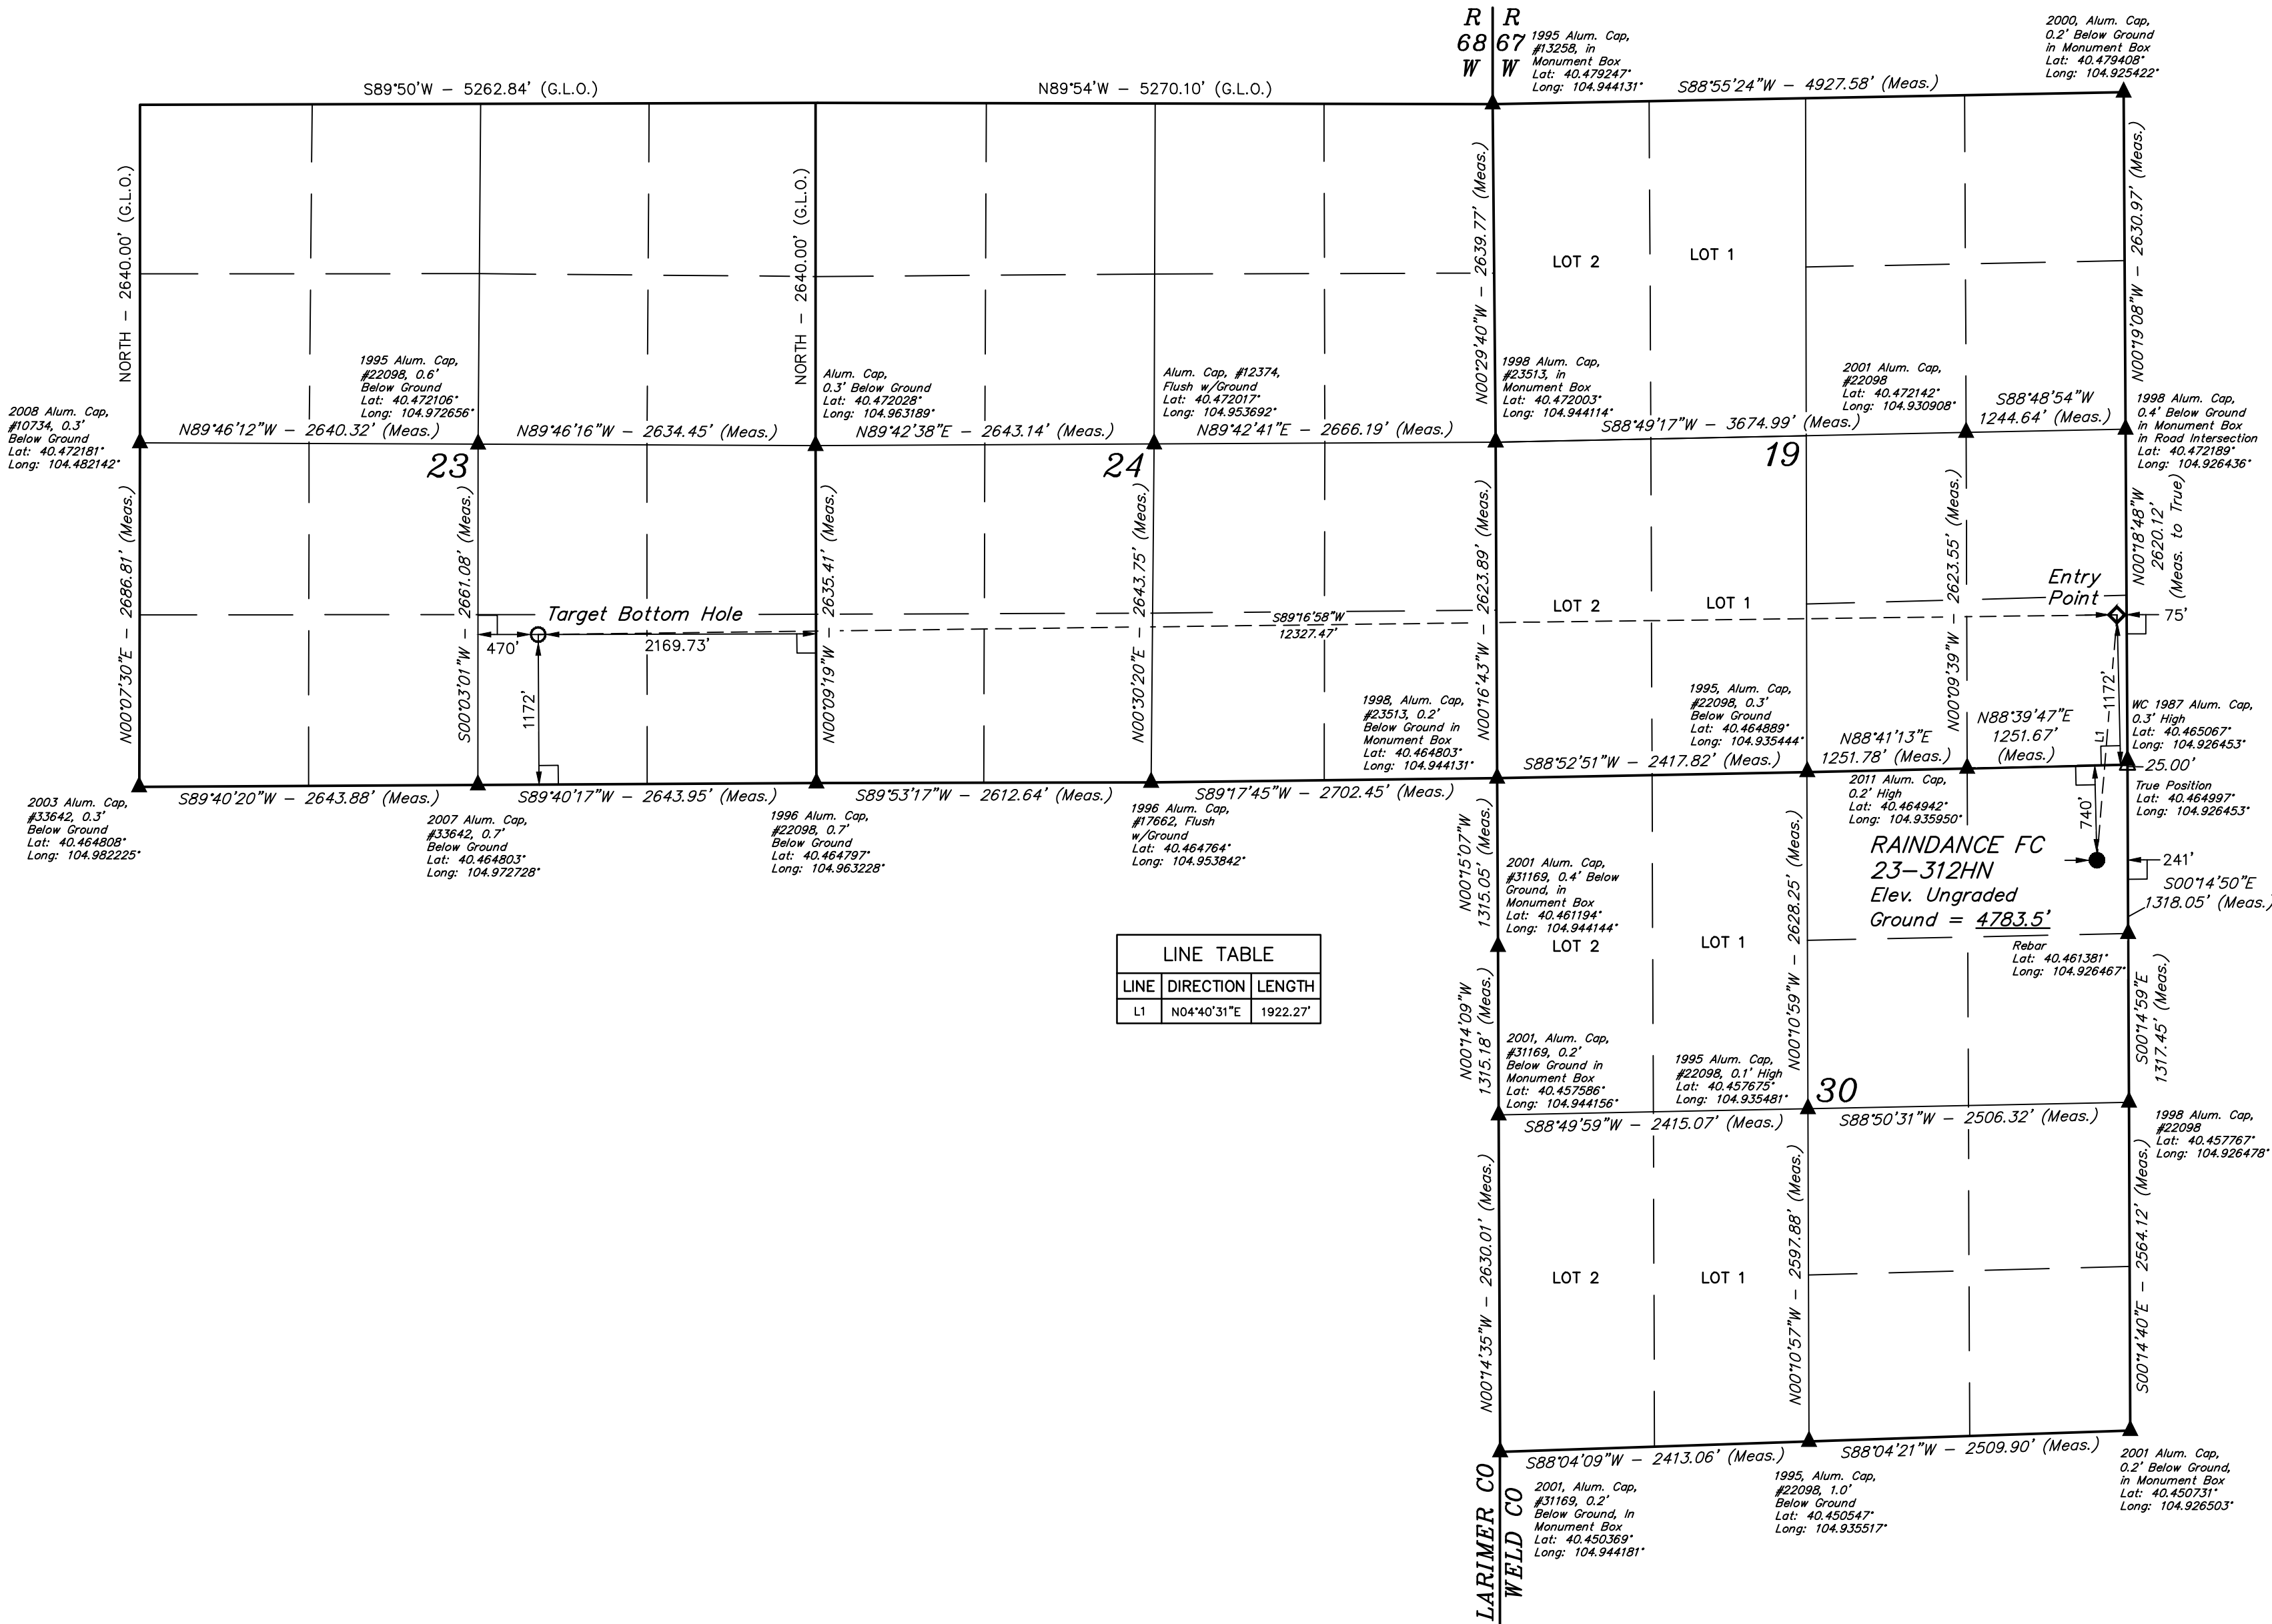 R R
68 67
W W
1995 Alum. Cap,
#13258, in
Monument Box
Lat: 40.479247°
Long: 104.944131°
2000, Alum. Cap,
0.2' Below Ground
in Monument Box
Lat: 40.479408°
Long: 104.925422°
S89°50'W – 5262.84' (G.L.O.)
N89°54'W – 5270.10' (G.L.O.)
S88°55'24"W – 4927.58' (Meas.)
NORTH – 2640.00' (G.L.O.)
NORTH – 2640.00' (G.L.O.)
N00°29'40"W – 2639.77' (Meas.)
N00°19'08"W – 2630.97' (Meas.)
LOT 2
LOT 1
2008 Alum. Cap,
#10734, 0.3'
Below Ground
Lat: 40.472181°
Long: 104.482142°
1995 Alum. Cap,
#22098, 0.6'
Below Ground
Lat: 40.472106°
Long: 104.972656°
Alum. Cap,
0.3' Below Ground
Lat: 40.472028°
Long: 104.963189°
Alum. Cap, #12374,
Flush w/Ground
Lat: 40.472017°
Long: 104.953692°
1998 Alum. Cap,
#23513, in
Monument Box
Lat: 40.472003°
Long: 104.944114°
2001 Alum. Cap,
#22098
Lat: 40.472142°
Long: 104.930908°
1998 Alum. Cap,
0.4' Below Ground
in Monument Box
in Road Intersection
Lat: 40.472189°
Long: 104.926436°
N89°46'12"W – 2640.32' (Meas.)
N89°46'16"W – 2634.45' (Meas.)
N89°42'38"E – 2643.14' (Meas.)
N89°42'41"E – 2666.19' (Meas.)
S88°49'17"W – 3674.99' (Meas.)
S88°48'54"W
1244.64' (Meas.)
23
24
19
N00°07'30"E – 2686.81' (Meas.)
S00°03'01"W – 2661.08' (Meas.)
N00°09'19"W – 2635.41' (Meas.)
N00°30'20"E – 2643.75' (Meas.)
N00°16'43"W – 2623.89' (Meas.)
N00°09'39"W – 2623.55' (Meas.)
N00°18'48"W
2620.12'
(Meas. to True)
Target Bottom Hole
470'
2169.73'
1172'
S89°16'58"W
12327.47'
LOT 2
LOT 1
Entry
Point
75'
1172'
L1
1998, Alum. Cap,
#23513, 0.2'
Below Ground in
Monument Box
Lat: 40.464803°
Long: 104.944131°
1995, Alum. Cap,
#22098, 0.3'
Below Ground
Lat: 40.464889°
Long: 104.935444°
WC 1987 Alum. Cap,
0.3' High
Lat: 40.465067°
Long: 104.926453°
S88°52'51"W – 2417.82' (Meas.)
N88°41'13"E
1251.78' (Meas.)
N88°39'47"E
1251.67'
(Meas.)
25.00'
True Position
Lat: 40.464997°
Long: 104.926453°
S89°40'20"W – 2643.88' (Meas.)
S89°40'17"W – 2643.95' (Meas.)
S89°53'17"W – 2612.64' (Meas.)
S89°17'45"W – 2702.45' (Meas.)
2003 Alum. Cap,
#33642, 0.3'
Below Ground
Lat: 40.464808°
Long: 104.982225°
2007 Alum. Cap,
#33642, 0.7'
Below Ground
Lat: 40.464803°
Long: 104.972728°
1996 Alum. Cap,
#22098, 0.7'
Below Ground
Lat: 40.464797°
Long: 104.963228°
1996 Alum. Cap,
#17662, Flush
w/Ground
Lat: 40.464764°
Long: 104.953842°
2011 Alum. Cap,
0.2' High
Lat: 40.464942°
Long: 104.935950°
740'
RAINDANCE FC
23–312HN
Elev. Ungraded
Ground = 4783.5'
241'
S00°14'50"E
1318.05' (Meas.)
N00°15'07"W
1315.05' (Meas.)
2001 Alum. Cap,
#31169, 0.4' Below
Ground, in
Monument Box
Lat: 40.461194°
Long: 104.944144°
LOT 2
LOT 1
N00°10'59"W – 2628.25' (Meas.)
Rebar
Lat: 40.461381°
Long: 104.926467°
LINE TABLE
LINE DIRECTION LENGTH
L1 N04°40'31"E 1922.27'
N00°14'09"W
1315.18' (Meas.)
S00°14'59"E
1317.45' (Meas.)
2001, Alum. Cap,
#31169, 0.2'
Below Ground in
Monument Box
Lat: 40.457586°
Long: 104.944156°
1995 Alum. Cap,
#22098, 0.1' High
Lat: 40.457675°
Long: 104.935481°
30
S88°49'59"W – 2415.07' (Meas.)
S88°50'31"W – 2506.32' (Meas.)
1998 Alum. Cap,
#22098
Lat: 40.457767°
Long: 104.926478°
N00°14'35"W – 2630.01' (Meas.)
N00°10'57"W – 2597.88' (Meas.)
S00°14'40"E – 2564.12' (Meas.)
LOT 2
LOT 1
S88°04'09"W – 2413.06' (Meas.)
S88°04'21"W – 2509.90' (Meas.)
LARIMER CO
WELD CO
2001, Alum. Cap,
#31169, 0.2'
Below Ground, In
Monument Box
Lat: 40.450369°
Long: 104.944181°
1995, Alum. Cap,
#22098, 1.0'
Below Ground
Lat: 40.450547°
Long: 104.935517°
2001 Alum. Cap,
0.2' Below Ground,
in Monument Box
Lat: 40.450731°
Long: 104.926503°